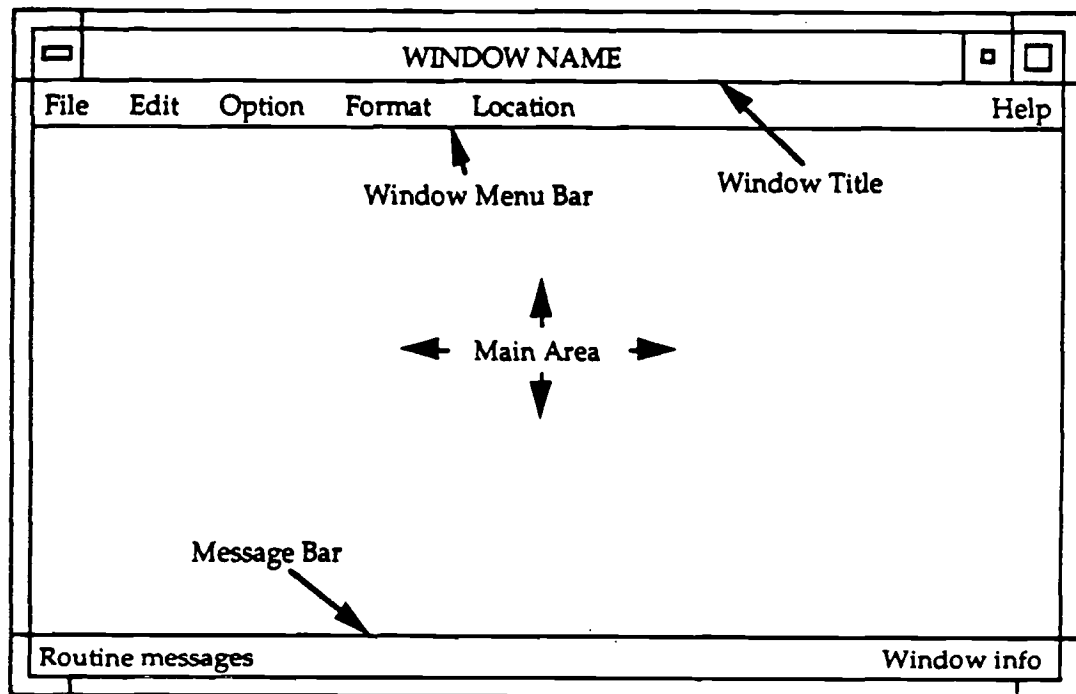 WINDOW NAME
File Edit Option Format Location Help
Window Menu Bar
Window Title
Main Area
Message Bar
Routine messages Window info